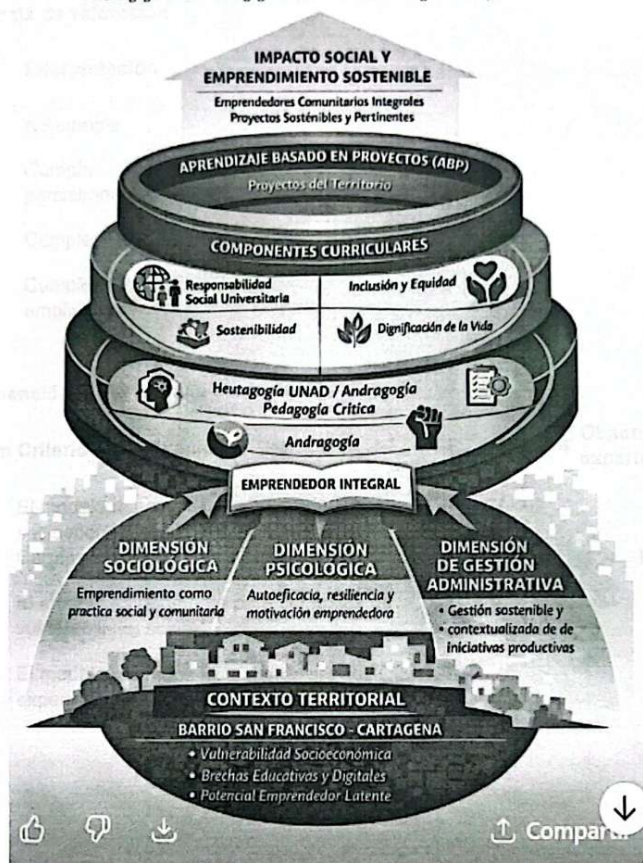 IMPACTO SOCIAL Y
EMPRENDIMIENTO SOSTENIBLE
Emprendedores Comunitarios Integrales
Proyectos Sosténibles y Pertinentes
APRENDIZAJE BASADO EN PROYECTOS (ABP)
Proyectos del Territorio
COMPONENTES CURRICULARES
Responsabilidad
Social Universitaria
Inclusión y Equidad
Sostenibilidad
Dignificación de la Vida
Heutagogía UNAD / Andragogía
Pedagogía Crítica
Andragogía
EMPRENDEDOR INTEGRAL
DIMENSIÓN
SOCIOLÓGICA
Emprendimiento como
practica social y comunitaria
DIMENSIÓN
PSICOLÓGICA
Autoeficacia, resiliencia y
motivación emprendedora
DIMENSIÓN
DE GESTIÓN
ADMINISTRATIVA
• Gestión sostenible y
• contextualizada de de
iniciativas productivas
CONTEXTO TERRITORIAL
BARRIO SAN FRANCISCO - CARTAGENA
• Vulnerabilidad Socioeconómica
• Brechas Educativas y Digitales
• Potencial Emprendedor Latente
Compartir